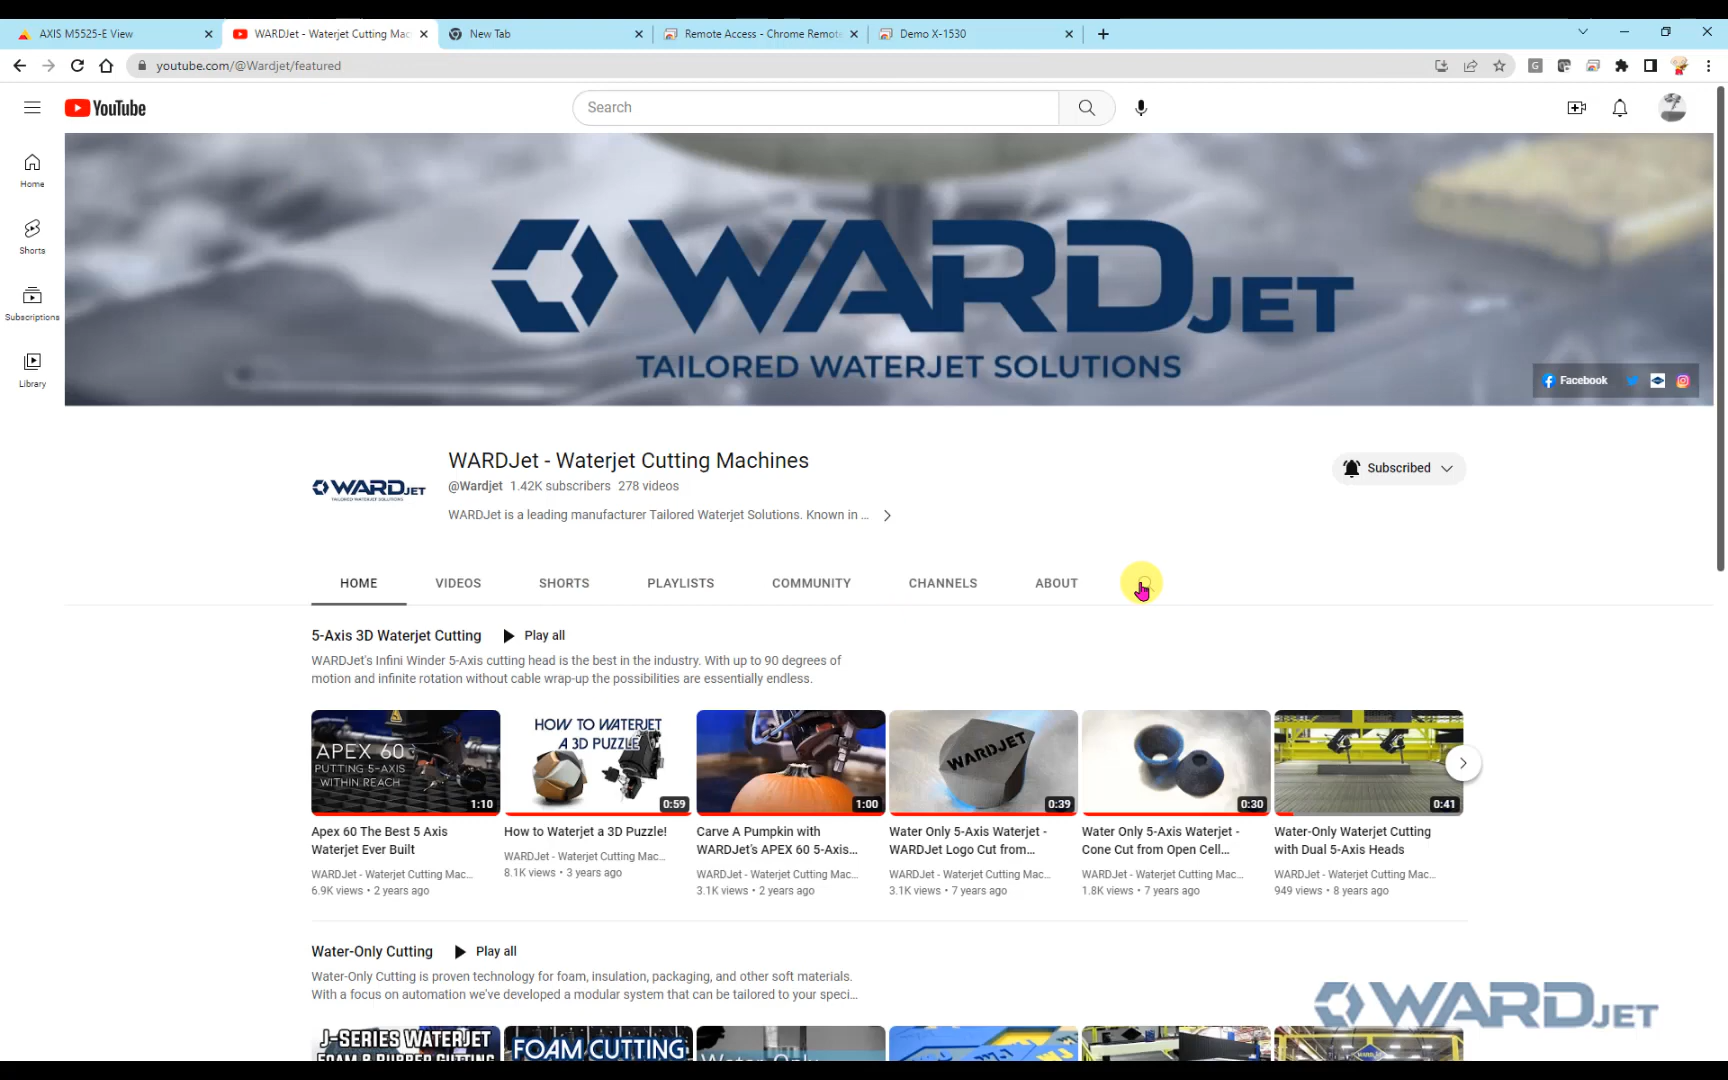 AXIS M5525-E View
WARDJet - Waterjet Cutting Mac
New Tab
Remote Access - Chrome Remote
Demo X-1530
youtube.com/@Wardjet/featured
YouTube
Search
Home
Shorts
Subscriptions
Library
WARDJET
TAILORED WATERJET SOLUTIONS
Facebook
WARDJET
TAILORED WATERJET SOLUTIONS
WARDJet - Waterjet Cutting Machines
@Wardjet 1.42K subscribers 278 videos
WARDJet is a leading manufacturer Tailored Waterjet Solutions. Known in ...
Subscribed
HOME VIDEOS SHORTS PLAYLISTS COMMUNITY CHANNELS ABOUT
5-Axis 3D Waterjet Cutting Play all
WARDJet's Infini Winder 5-Axis cutting head is the best in the industry. With up to 90 degrees of
motion and infinite rotation without cable wrap-up the possibilities are essentially endless.
APEX 60
PUTTING 5-AXIS
WITHIN REACH
1:10
HOW TO WATERJET
A 3D PUZZLE
0:59
1:00
WARDJET
0:39
0:30
0:41
Apex 60 The Best 5 Axis
Waterjet Ever Built
WARDJet - Waterjet Cutting Mac...
6.9K views • 2 years ago
How to Waterjet a 3D Puzzle!
WARDJet - Waterjet Cutting Mac...
8.1K views • 3 years ago
Carve A Pumpkin with
WARDJet's APEX 60 5-Axis...
WARDJet - Waterjet Cutting Mac...
3.1K views • 2 years ago
Water Only 5-Axis Waterjet -
WARDJet Logo Cut from...
WARDJet - Waterjet Cutting Mac...
3.1K views • 7 years ago
Water Only 5-Axis Waterjet -
Cone Cut from Open Cell...
WARDJet - Waterjet Cutting Mac...
1.8K views • 7 years ago
Water-Only Waterjet Cutting
with Dual 5-Axis Heads
WARDJet - Waterjet Cutting Mac...
949 views • 8 years ago
Water-Only Cutting Play all
Water-Only Cutting is proven technology for foam, insulation, packaging, and other soft materials.
With a focus on automation we've developed a modular system that can be tailored to your speci...
J-SERIES WATERJET
FOAM & RUBBER CUTTING
FOAM CUTTING
Water-Only
WARDJET